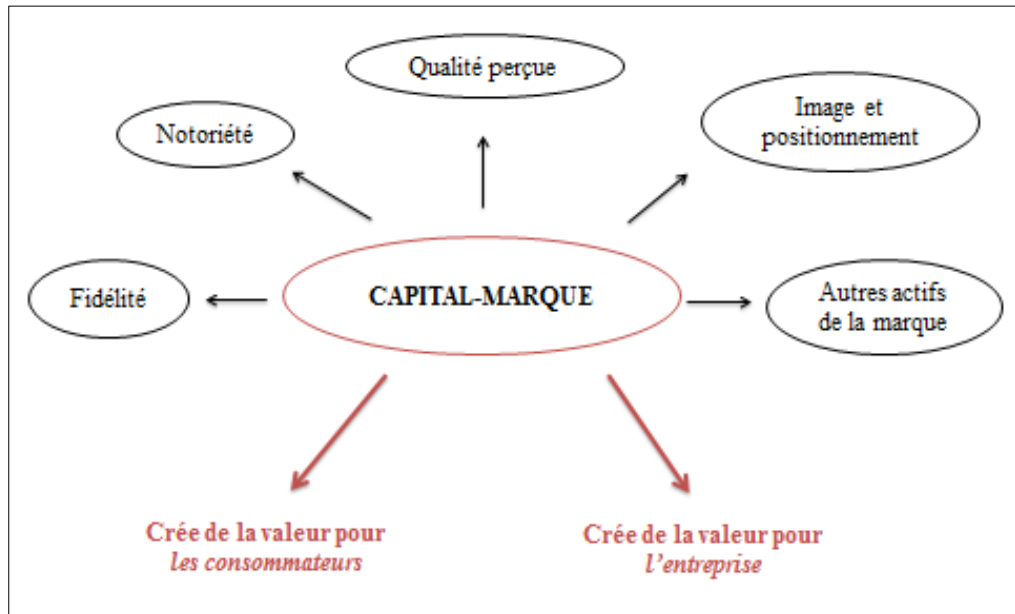 Qualité perçue
Notoriété
Image et
positionnement
Fidélité
CAPITAL-MARQUE
Autres actifs
de la marque
Crée de la valeur pour
les consommateurs
Crée de la valeur pour
l'entreprise